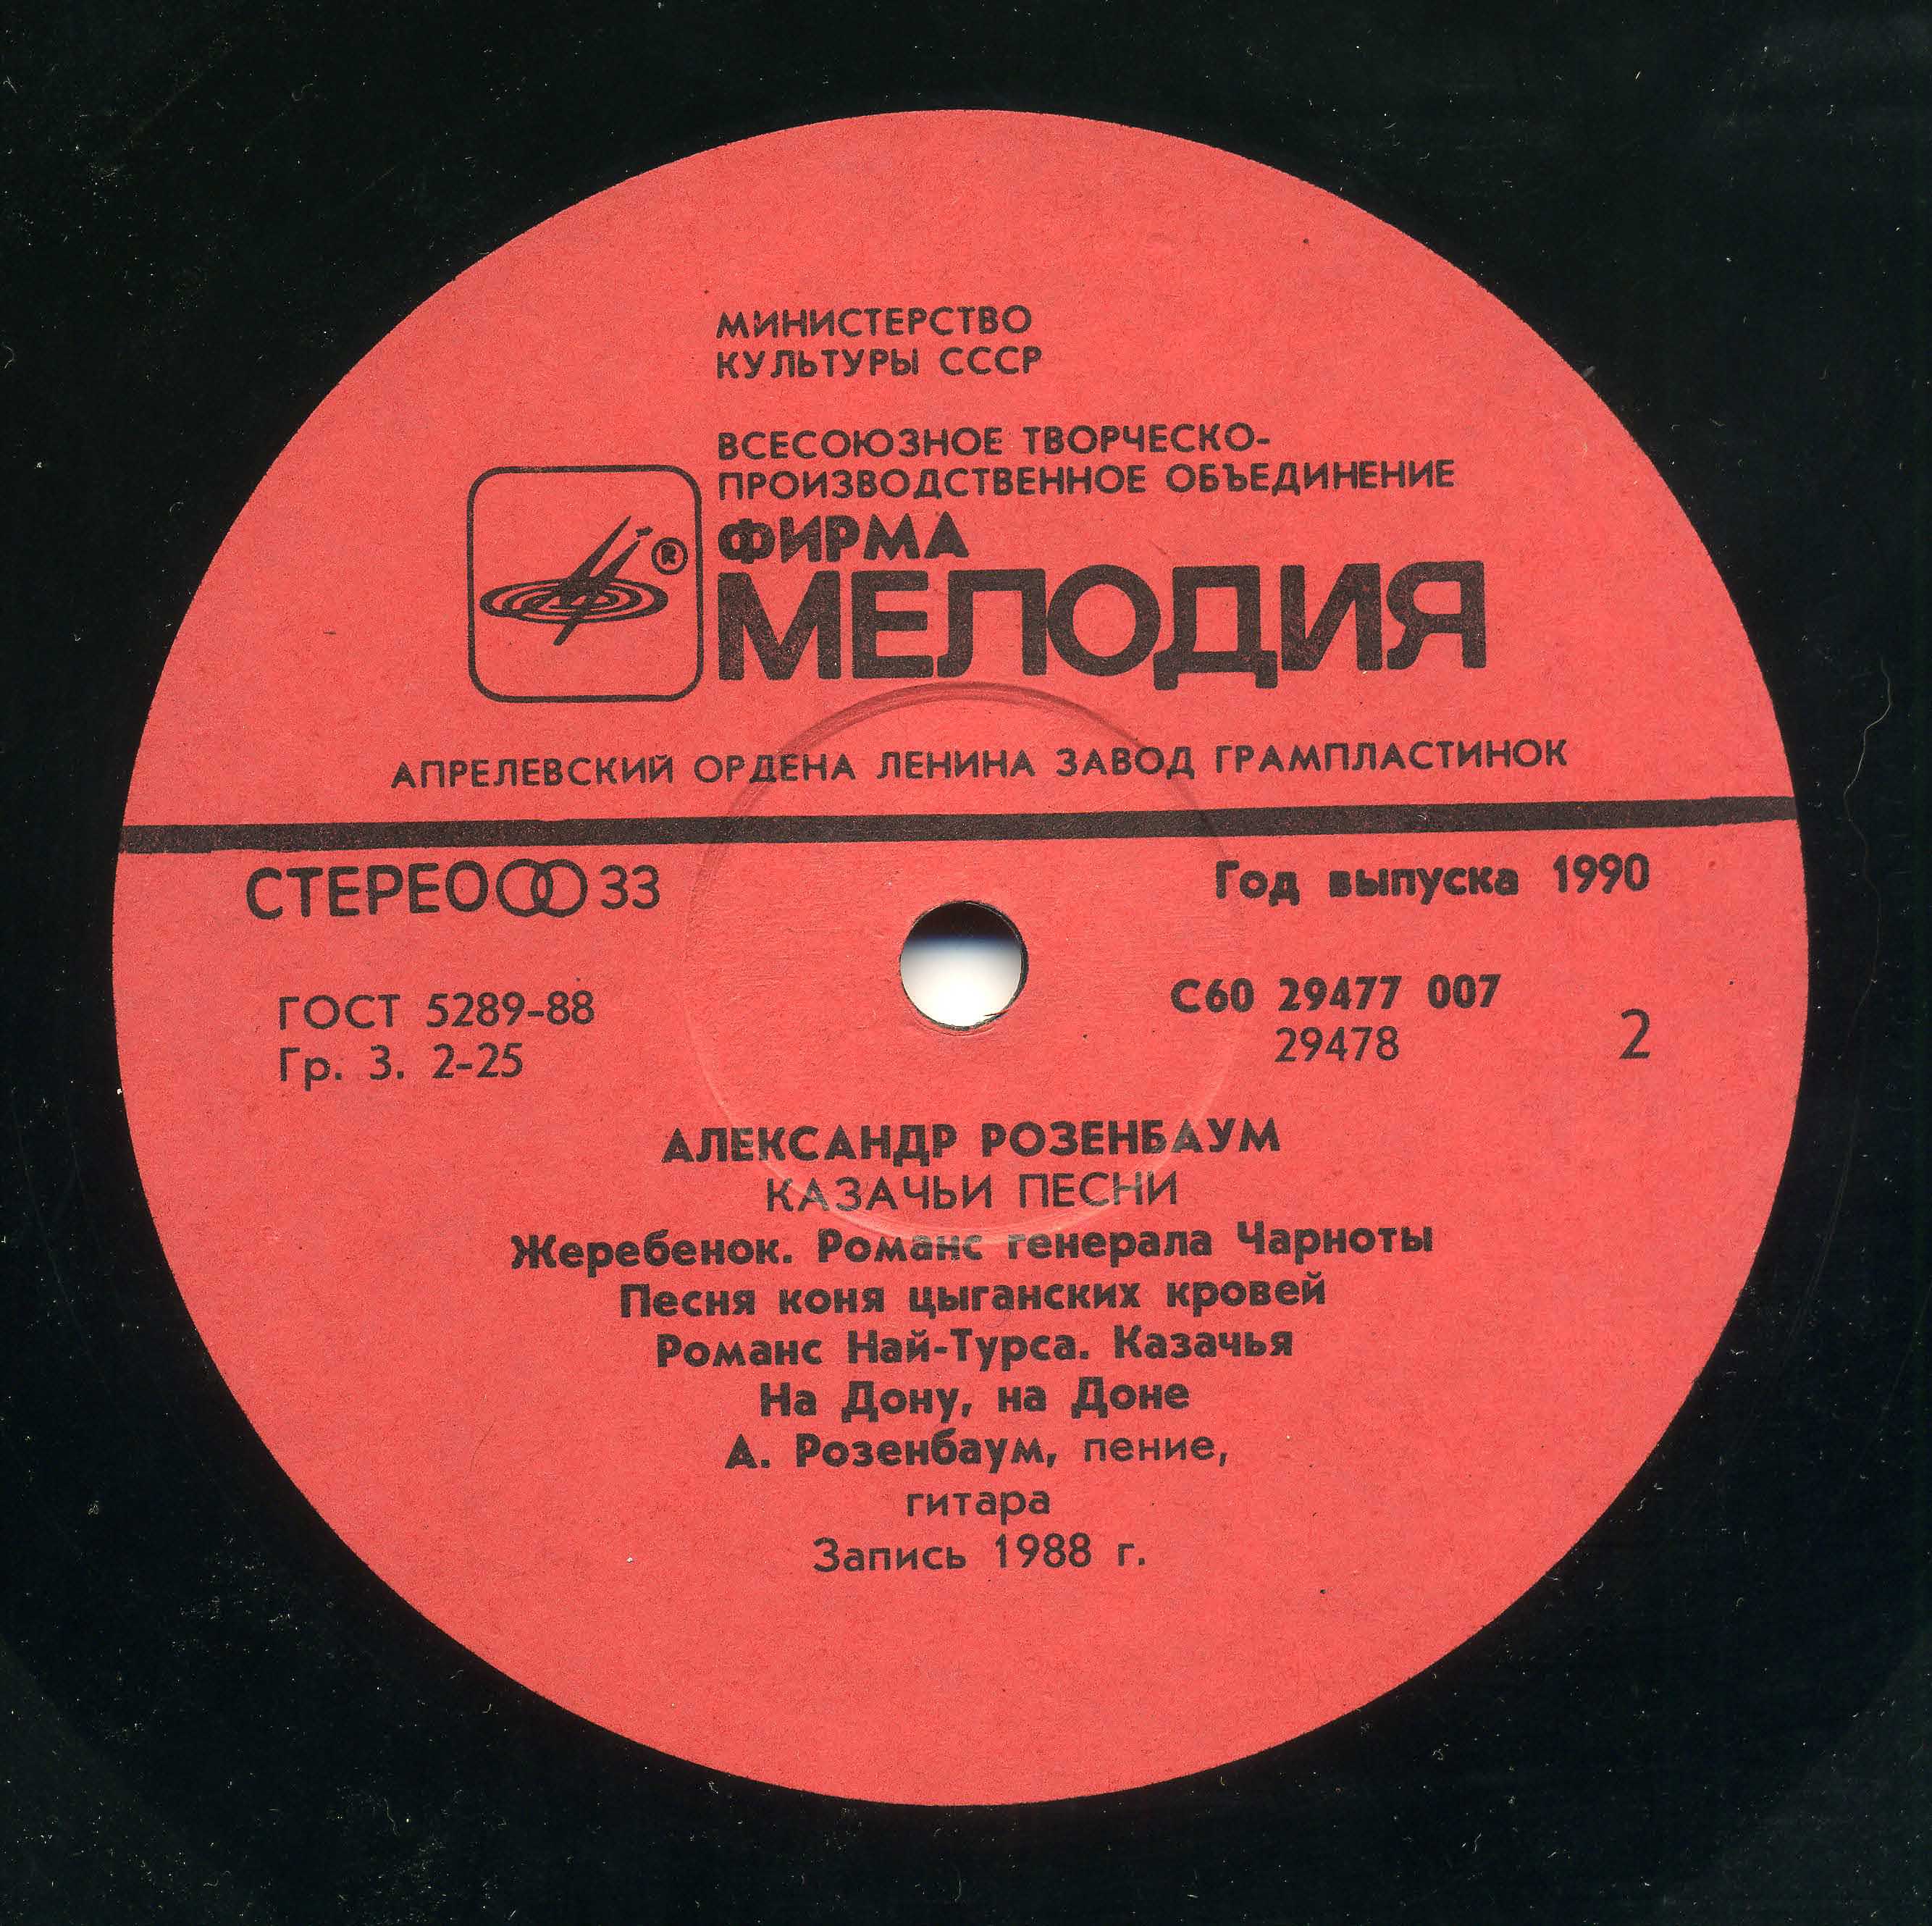 МИНИСТЕРСТВО
КУЛЬТУРЫ СССР
ВСЕСОЮЗНОЕ ТВОРЧЕСКО-
ПРОИЗВОДСТВЕННОЕ ОБЪЕДИНЕНИЕ
ФИРМА
®
МЕЛОДИЯ
АПРЕЛЕВСКИЙ ОРДЕНА ЛЕНИНА ЗАВОД ГРАМПЛАСТИНОК
СТЕРЕО 33
Год выпуска 1990
ГОСТ 5289-88
Гр. 3. 2-25
С60 29477 007
29478
2
АЛЕКСАНДР РОЗЕНБАУМ
КАЗАЧЬИ ПЕСНИ
Жеребенок. Романс генерала Чарноты
Песня коня цыганских кровей
Романс Най-Турса. Казачья
На Дону, на Доне
А. Розенбаум, пение,
гитара
Запись 1988 г.